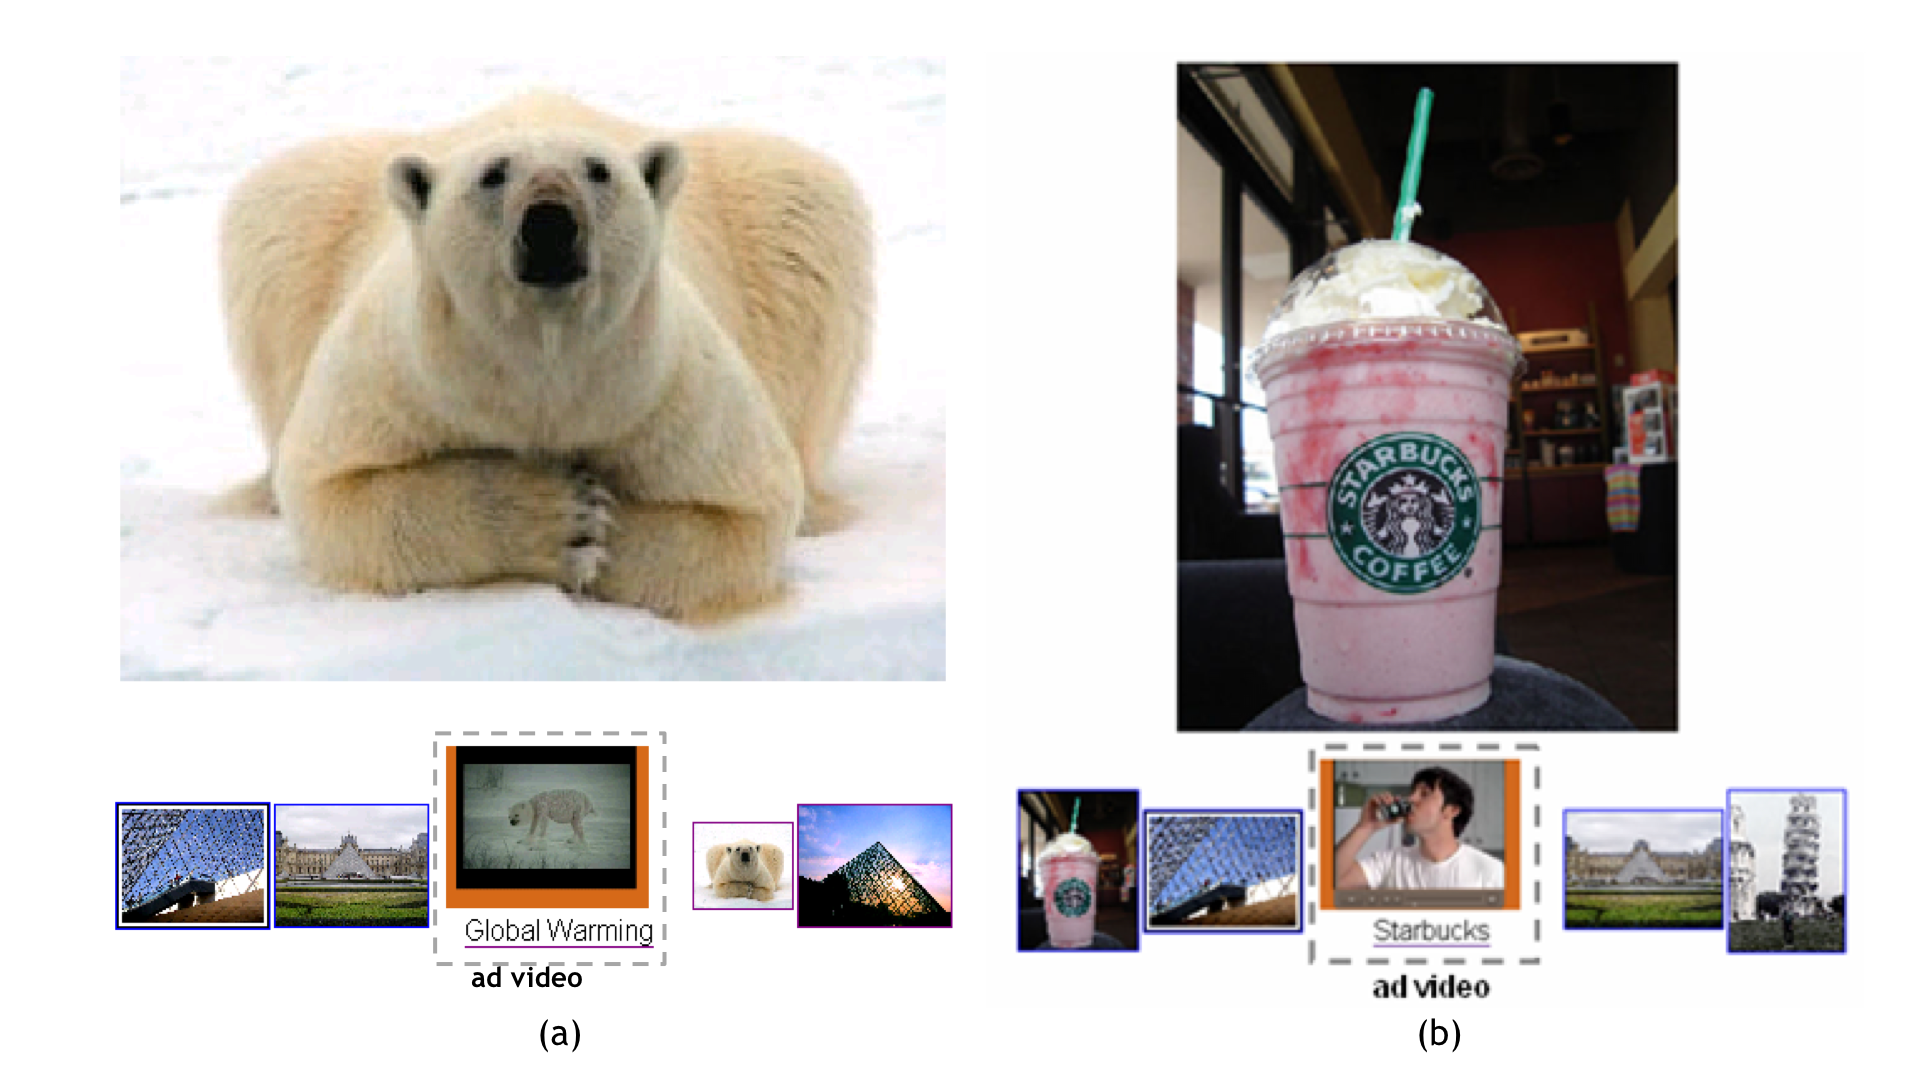 STARBUCKS
COFFEE
Global Warming
ad video
Starbucks
ad video
(a)
(b)